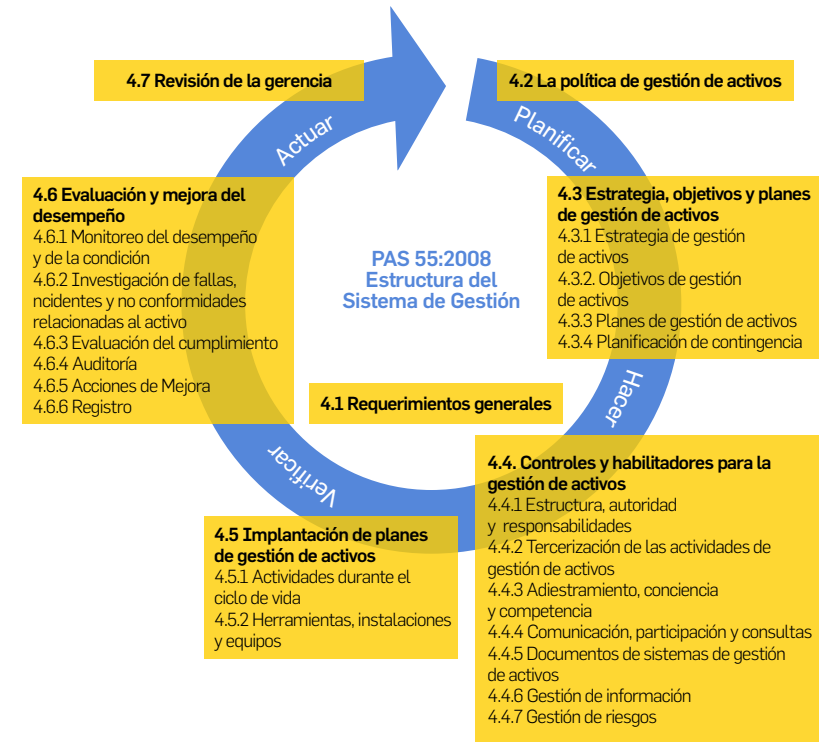 4.7 Revisión de la gerencia
4.2 La política de gestión de activos
Actuar
Planificar
4.6 Evaluación y mejora del
desempeño
4.6.1 Monitoreo del desempeño
y de la condición
4.6.2 Investigación de fallas,
ncidentes y no conformidades
relacionadas al activo
4.6.3 Evaluación del cumplimiento
4.6.4 Auditoría
4.6.5 Acciones de Mejora
4.6.6 Registro
PAS 55:2008
Estructura del
Sistema de Gestión
4.3 Estrategia, objetivos y planes
de gestión de activos
4.3.1 Estrategia de gestión
de activos
4.3.2. Objetivos de gestión
de activos
4.3.3 Planes de gestión de activos
4.3.4 Planificación de contingencia
4.1 Requerimientos generales
Hacer
Verificar
4.4. Controles y habilitadores para la
gestión de activos
4.4.1 Estructura, autoridad
y responsabilidades
4.4.2 Tercerización de las actividades de
gestión de activos
4.4.3 Adiestramiento, conciencia
y competencia
4.4.4 Comunicación, participación y consultas
4.4.5 Documentos de sistemas de gestión
de activos
4.4.6 Gestión de información
4.4.7 Gestión de riesgos
4.5 Implantación de planes
de gestión de activos
4.5.1 Actividades durante el
ciclo de vida
4.5.2 Herramientas, instalaciones
y equipos